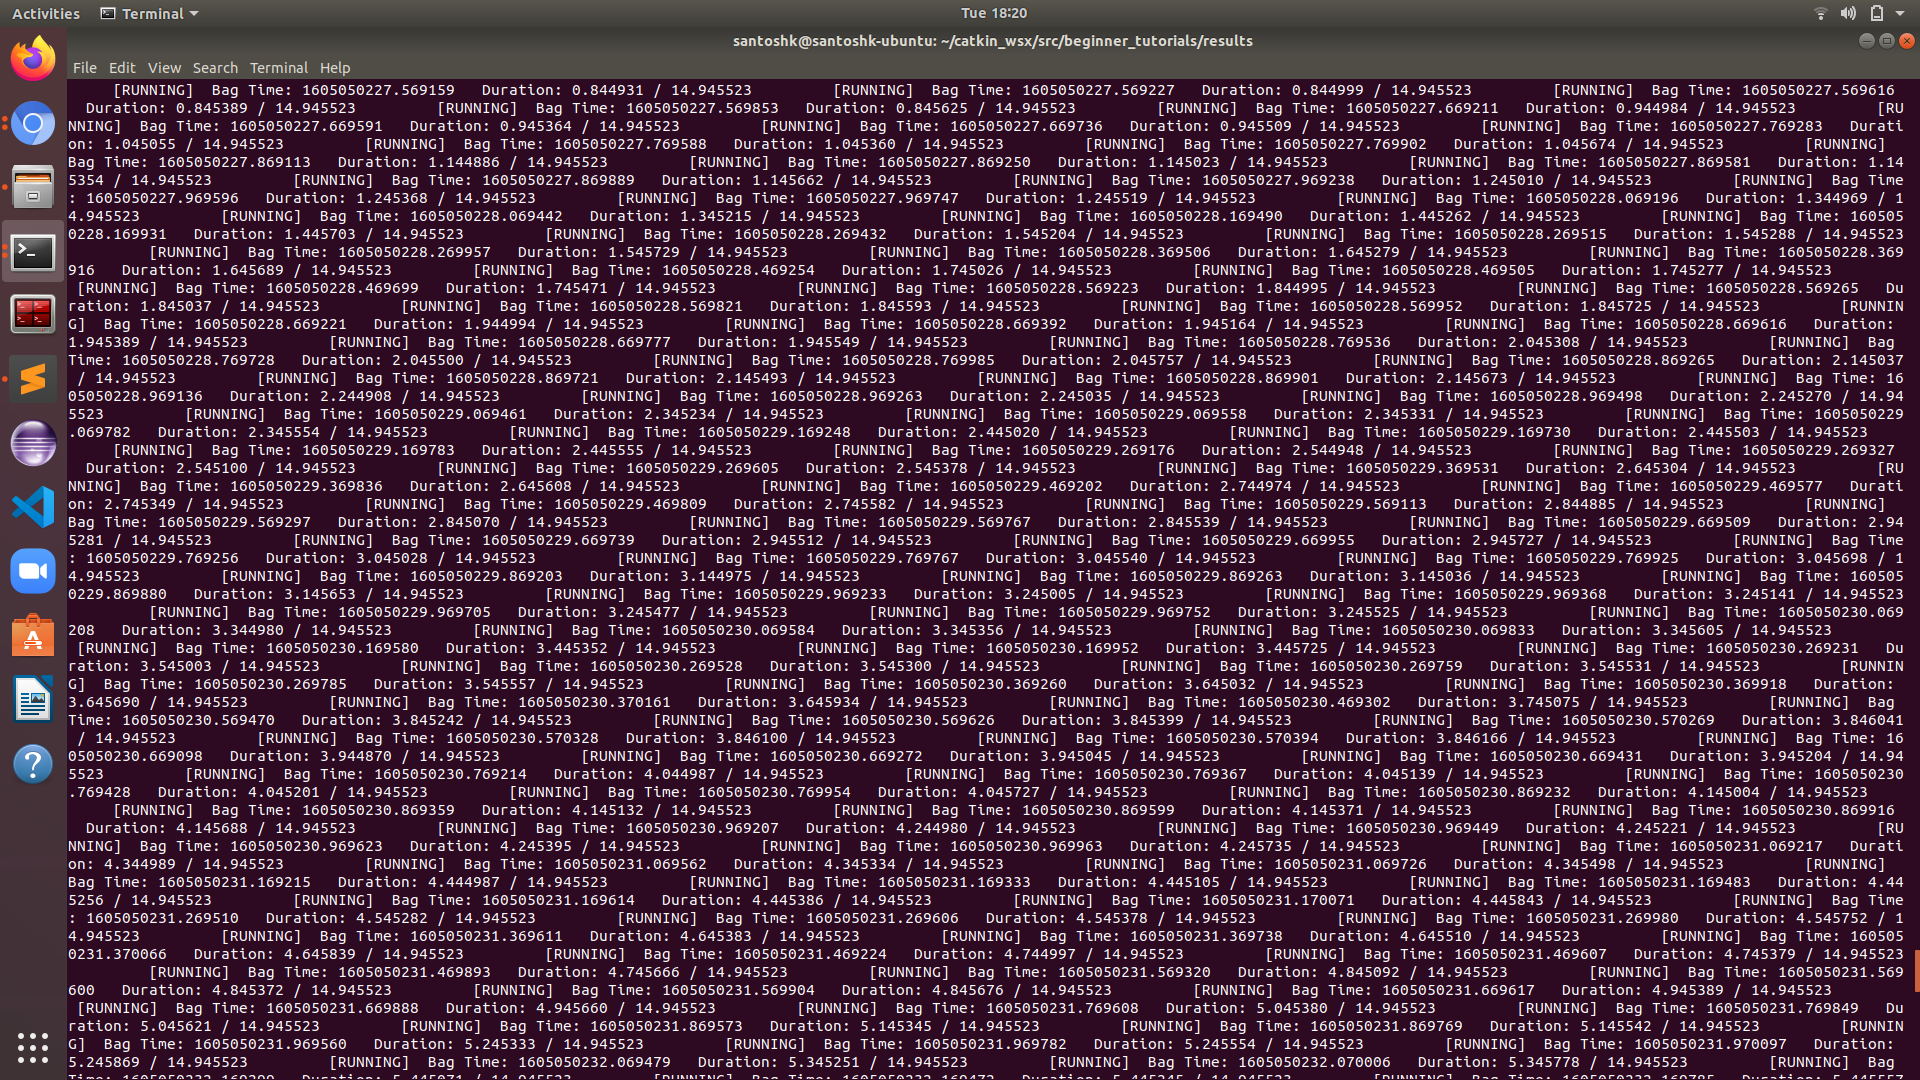 Activities Terminal Tue 18:20
santoshk@santoshk-ubuntu: ~/catkin_wsx/src/beginner_tutorials/results
File Edit View Search Terminal Help
[RUNNING] Bag Time: 1605050227.569159 Duration: 0.844931 / 14.945523 [RUNNING] Bag Time: 1605050227.569227 Duration: 0.844999 / 14.945523 [RUNNING] Bag Time: 1605050227.569616
Duration: 0.845389 / 14.945523 [RUNNING] Bag Time: 1605050227.569853 Duration: 0.845625 / 14.945523 [RUNNING] Bag Time: 1605050227.669211 Duration: 0.944984 / 14.945523 [RU
NNING] Bag Time: 1605050227.669591 Duration: 0.945364 / 14.945523 [RUNNING] Bag Time: 1605050227.669736 Duration: 0.945509 / 14.945523 [RUNNING] Bag Time: 1605050227.769283 Durati
on: 1.045055 / 14.945523 [RUNNING] Bag Time: 1605050227.769588 Duration: 1.045360 / 14.945523 [RUNNING] Bag Time: 1605050227.769902 Duration: 1.045674 / 14.945523 [RUNNING]
Bag Time: 1605050227.869113 Duration: 1.144886 / 14.945523 [RUNNING] Bag Time: 1605050227.869250 Duration: 1.145023 / 14.945523 [RUNNING] Bag Time: 1605050227.869581 Duration: 1.14
5354 / 14.945523 [RUNNING] Bag Time: 1605050227.869889 Duration: 1.145662 / 14.945523 [RUNNING] Bag Time: 1605050227.969238 Duration: 1.245010 / 14.945523 [RUNNING] Bag Time
: 1605050227.969596 Duration: 1.245368 / 14.945523 [RUNNING] Bag Time: 1605050227.969747 Duration: 1.245519 / 14.945523 [RUNNING] Bag Time: 1605050228.069196 Duration: 1.344969 / 1
4.945523 [RUNNING] Bag Time: 1605050228.069442 Duration: 1.345215 / 14.945523 [RUNNING] Bag Time: 1605050228.169490 Duration: 1.445262 / 14.945523 [RUNNING] Bag Time: 160505
0228.169931 Duration: 1.445703 / 14.945523 [RUNNING] Bag Time: 1605050228.269432 Duration: 1.545204 / 14.945523 [RUNNING] Bag Time: 1605050228.269515 Duration: 1.545288 / 14.945523
[RUNNING] Bag Time: 1605050228.269957 Duration: 1.545729 / 14.945523 [RUNNING] Bag Time: 1605050228.369506 Duration: 1.645279 / 14.945523 [RUNNING] Bag Time: 1605050228.369
916 Duration: 1.645689 / 14.945523 [RUNNING] Bag Time: 1605050228.469254 Duration: 1.745026 / 14.945523 [RUNNING] Bag Time: 1605050228.469505 Duration: 1.745277 / 14.945523
[RUNNING] Bag Time: 1605050228.469699 Duration: 1.745471 / 14.945523 [RUNNING] Bag Time: 1605050228.569223 Duration: 1.844995 / 14.945523 [RUNNING] Bag Time: 1605050228.569265 Du
ration: 1.845037 / 14.945523 [RUNNING] Bag Time: 1605050228.569821 Duration: 1.845593 / 14.945523 [RUNNING] Bag Time: 1605050228.569952 Duration: 1.845725 / 14.945523 [RUNNIN
G] Bag Time: 1605050228.669221 Duration: 1.944994 / 14.945523 [RUNNING] Bag Time: 1605050228.669392 Duration: 1.945164 / 14.945523 [RUNNING] Bag Time: 1605050228.669616 Duration:
1.945389 / 14.945523 [RUNNING] Bag Time: 1605050228.669777 Duration: 1.945549 / 14.945523 [RUNNING] Bag Time: 1605050228.769536 Duration: 2.045308 / 14.945523 [RUNNING] Bag
Time: 1605050228.769728 Duration: 2.045500 / 14.945523 [RUNNING] Bag Time: 1605050228.769985 Duration: 2.045757 / 14.945523 [RUNNING] Bag Time: 1605050228.869265 Duration: 2.145037
/ 14.945523 [RUNNING] Bag Time: 1605050228.869721 Duration: 2.145493 / 14.945523 [RUNNING] Bag Time: 1605050228.869901 Duration: 2.145673 / 14.945523 [RUNNING] Bag Time: 16
05050228.969136 Duration: 2.244908 / 14.945523 [RUNNING] Bag Time: 1605050228.969263 Duration: 2.245035 / 14.945523 [RUNNING] Bag Time: 1605050228.969498 Duration: 2.245270 / 14.94
5523 [RUNNING] Bag Time: 1605050229.069461 Duration: 2.345234 / 14.945523 [RUNNING] Bag Time: 1605050229.069558 Duration: 2.345331 / 14.945523 [RUNNING] Bag Time: 1605050229
.069782 Duration: 2.345554 / 14.945523 [RUNNING] Bag Time: 1605050229.169248 Duration: 2.445020 / 14.945523 [RUNNING] Bag Time: 1605050229.169730 Duration: 2.445503 / 14.945523
[RUNNING] Bag Time: 1605050229.169783 Duration: 2.445555 / 14.945523 [RUNNING] Bag Time: 1605050229.269176 Duration: 2.544948 / 14.945523 [RUNNING] Bag Time: 1605050229.269327
Duration: 2.545100 / 14.945523 [RUNNING] Bag Time: 1605050229.269605 Duration: 2.545378 / 14.945523 [RUNNING] Bag Time: 1605050229.369531 Duration: 2.645304 / 14.945523 [RU
NNING] Bag Time: 1605050229.369836 Duration: 2.645608 / 14.945523 [RUNNING] Bag Time: 1605050229.469202 Duration: 2.744974 / 14.945523 [RUNNING] Bag Time: 1605050229.469577 Durati
on: 2.745349 / 14.945523 [RUNNING] Bag Time: 1605050229.469809 Duration: 2.745582 / 14.945523 [RUNNING] Bag Time: 1605050229.569113 Duration: 2.844885 / 14.945523 [RUNNING]
Bag Time: 1605050229.569297 Duration: 2.845070 / 14.945523 [RUNNING] Bag Time: 1605050229.569767 Duration: 2.845539 / 14.945523 [RUNNING] Bag Time: 1605050229.669509 Duration: 2.94
5281 / 14.945523 [RUNNING] Bag Time: 1605050229.669739 Duration: 2.945512 / 14.945523 [RUNNING] Bag Time: 1605050229.669955 Duration: 2.945727 / 14.945523 [RUNNING] Bag Time
: 1605050229.769256 Duration: 3.045028 / 14.945523 [RUNNING] Bag Time: 1605050229.769767 Duration: 3.045540 / 14.945523 [RUNNING] Bag Time: 1605050229.769925 Duration: 3.045698 / 1
4.945523 [RUNNING] Bag Time: 1605050229.869203 Duration: 3.144975 / 14.945523 [RUNNING] Bag Time: 1605050229.869263 Duration: 3.145036 / 14.945523 [RUNNING] Bag Time: 160505
0229.869880 Duration: 3.145653 / 14.945523 [RUNNING] Bag Time: 1605050229.969233 Duration: 3.245005 / 14.945523 [RUNNING] Bag Time: 1605050229.969368 Duration: 3.245141 / 14.945523
[RUNNING] Bag Time: 1605050229.969705 Duration: 3.245477 / 14.945523 [RUNNING] Bag Time: 1605050229.969752 Duration: 3.245525 / 14.945523 [RUNNING] Bag Time: 1605050230.069
208 Duration: 3.344980 / 14.945523 [RUNNING] Bag Time: 1605050230.069584 Duration: 3.345356 / 14.945523 [RUNNING] Bag Time: 1605050230.069833 Duration: 3.345605 / 14.945523
[RUNNING] Bag Time: 1605050230.169580 Duration: 3.445352 / 14.945523 [RUNNING] Bag Time: 1605050230.169952 Duration: 3.445725 / 14.945523 [RUNNING] Bag Time: 1605050230.269231 Du
ration: 3.545003 / 14.945523 [RUNNING] Bag Time: 1605050230.269528 Duration: 3.545300 / 14.945523 [RUNNING] Bag Time: 1605050230.269759 Duration: 3.545531 / 14.945523 [RUNNIN
G] Bag Time: 1605050230.269785 Duration: 3.545557 / 14.945523 [RUNNING] Bag Time: 1605050230.369260 Duration: 3.645032 / 14.945523 [RUNNING] Bag Time: 1605050230.369918 Duration:
3.645690 / 14.945523 [RUNNING] Bag Time: 1605050230.370161 Duration: 3.645934 / 14.945523 [RUNNING] Bag Time: 1605050230.469302 Duration: 3.745075 / 14.945523 [RUNNING] Bag
Time: 1605050230.569470 Duration: 3.845242 / 14.945523 [RUNNING] Bag Time: 1605050230.569626 Duration: 3.845399 / 14.945523 [RUNNING] Bag Time: 1605050230.570269 Duration: 3.846041
/ 14.945523 [RUNNING] Bag Time: 1605050230.570328 Duration: 3.846100 / 14.945523 [RUNNING] Bag Time: 1605050230.570394 Duration: 3.846166 / 14.945523 [RUNNING] Bag Time: 16
05050230.669098 Duration: 3.944870 / 14.945523 [RUNNING] Bag Time: 1605050230.669272 Duration: 3.945045 / 14.945523 [RUNNING] Bag Time: 1605050230.669431 Duration: 3.945204 / 14.94
5523 [RUNNING] Bag Time: 1605050230.769214 Duration: 4.044987 / 14.945523 [RUNNING] Bag Time: 1605050230.769367 Duration: 4.045139 / 14.945523 [RUNNING] Bag Time: 1605050230
.769428 Duration: 4.045201 / 14.945523 [RUNNING] Bag Time: 1605050230.769954 Duration: 4.045727 / 14.945523 [RUNNING] Bag Time: 1605050230.869232 Duration: 4.145004 / 14.945523
[RUNNING] Bag Time: 1605050230.869359 Duration: 4.145132 / 14.945523 [RUNNING] Bag Time: 1605050230.869599 Duration: 4.145371 / 14.945523 [RUNNING] Bag Time: 1605050230.869916
Duration: 4.145688 / 14.945523 [RUNNING] Bag Time: 1605050230.969207 Duration: 4.244980 / 14.945523 [RUNNING] Bag Time: 1605050230.969449 Duration: 4.245221 / 14.945523 [RU
NNING] Bag Time: 1605050230.969623 Duration: 4.245395 / 14.945523 [RUNNING] Bag Time: 1605050230.969963 Duration: 4.245735 / 14.945523 [RUNNING] Bag Time: 1605050231.069217 Durati
on: 4.344989 / 14.945523 [RUNNING] Bag Time: 1605050231.069562 Duration: 4.345334 / 14.945523 [RUNNING] Bag Time: 1605050231.069726 Duration: 4.345498 / 14.945523 [RUNNING]
Bag Time: 1605050231.169215 Duration: 4.444987 / 14.945523 [RUNNING] Bag Time: 1605050231.169333 Duration: 4.445105 / 14.945523 [RUNNING] Bag Time: 1605050231.169483 Duration: 4.44
5256 / 14.945523 [RUNNING] Bag Time: 1605050231.169614 Duration: 4.445386 / 14.945523 [RUNNING] Bag Time: 1605050231.170071 Duration: 4.445843 / 14.945523 [RUNNING] Bag Time
: 1605050231.269510 Duration: 4.545282 / 14.945523 [RUNNING] Bag Time: 1605050231.269606 Duration: 4.545378 / 14.945523 [RUNNING] Bag Time: 1605050231.269980 Duration: 4.545752 / 1
4.945523 [RUNNING] Bag Time: 1605050231.369611 Duration: 4.645383 / 14.945523 [RUNNING] Bag Time: 1605050231.369738 Duration: 4.645510 / 14.945523 [RUNNING] Bag Time: 160505
0231.370066 Duration: 4.645839 / 14.945523 [RUNNING] Bag Time: 1605050231.469224 Duration: 4.744997 / 14.945523 [RUNNING] Bag Time: 1605050231.469607 Duration: 4.745379 / 14.945523
[RUNNING] Bag Time: 1605050231.469893 Duration: 4.745666 / 14.945523 [RUNNING] Bag Time: 1605050231.569320 Duration: 4.845092 / 14.945523 [RUNNING] Bag Time: 1605050231.569
600 Duration: 4.845372 / 14.945523 [RUNNING] Bag Time: 1605050231.569904 Duration: 4.845676 / 14.945523 [RUNNING] Bag Time: 1605050231.669617 Duration: 4.945389 / 14.945523
[RUNNING] Bag Time: 1605050231.669888 Duration: 4.945660 / 14.945523 [RUNNING] Bag Time: 1605050231.769608 Duration: 5.045380 / 14.945523 [RUNNING] Bag Time: 1605050231.769849 Du
ration: 5.045621 / 14.945523 [RUNNING] Bag Time: 1605050231.869573 Duration: 5.145345 / 14.945523 [RUNNING] Bag Time: 1605050231.869769 Duration: 5.145542 / 14.945523 [RUNNIN
G] Bag Time: 1605050231.969560 Duration: 5.245333 / 14.945523 [RUNNING] Bag Time: 1605050231.969782 Duration: 5.245554 / 14.945523 [RUNNING] Bag Time: 1605050231.970097 Duration:
5.245869 / 14.945523 [RUNNING] Bag Time: 1605050232.069479 Duration: 5.345251 / 14.945523 [RUNNING] Bag Time: 1605050232.070006 Duration: 5.345778 / 14.945523 [RUNNING] Bag